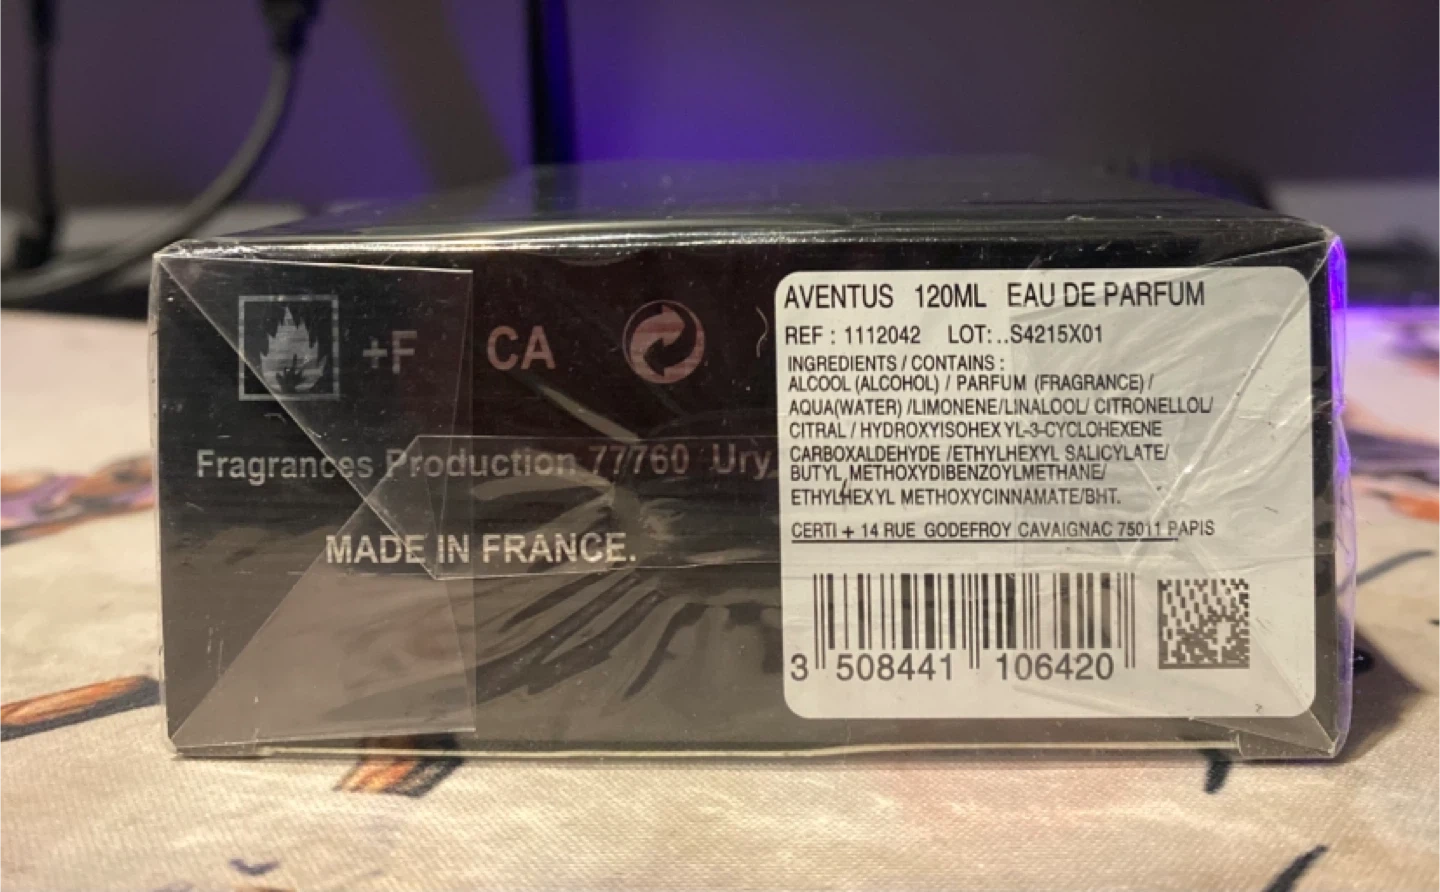 +F CA
Fragrances Production 77760 Ury
MADE IN FRANCE.
AVENTUS 120ML EAU DE PARFUM
REF : 1112042 LOT:..S4215X01
INGREDIENTS / CONTAINS :
ALCOOL (ALCOHOL) / PARFUM (FRAGRANCE) /
AQUA(WATER) /LIMONENE/LINALOOL/ CITRONELLOL/
CITRAL / HYDROXYISOHEX YL-3-CYCLOHEXENE
CARBOXALDEHYDE /ETHYLHEXYL SALICYLATE/
BUTYL METHOXYDIBENZOYLMETHANE/
ETHYLHEXYL METHOXYCINNAMATE/BHT.
CERTI + 14 RUE GODEFROY CAVAIGNAC 75011 PAPIS
3 508441 106420